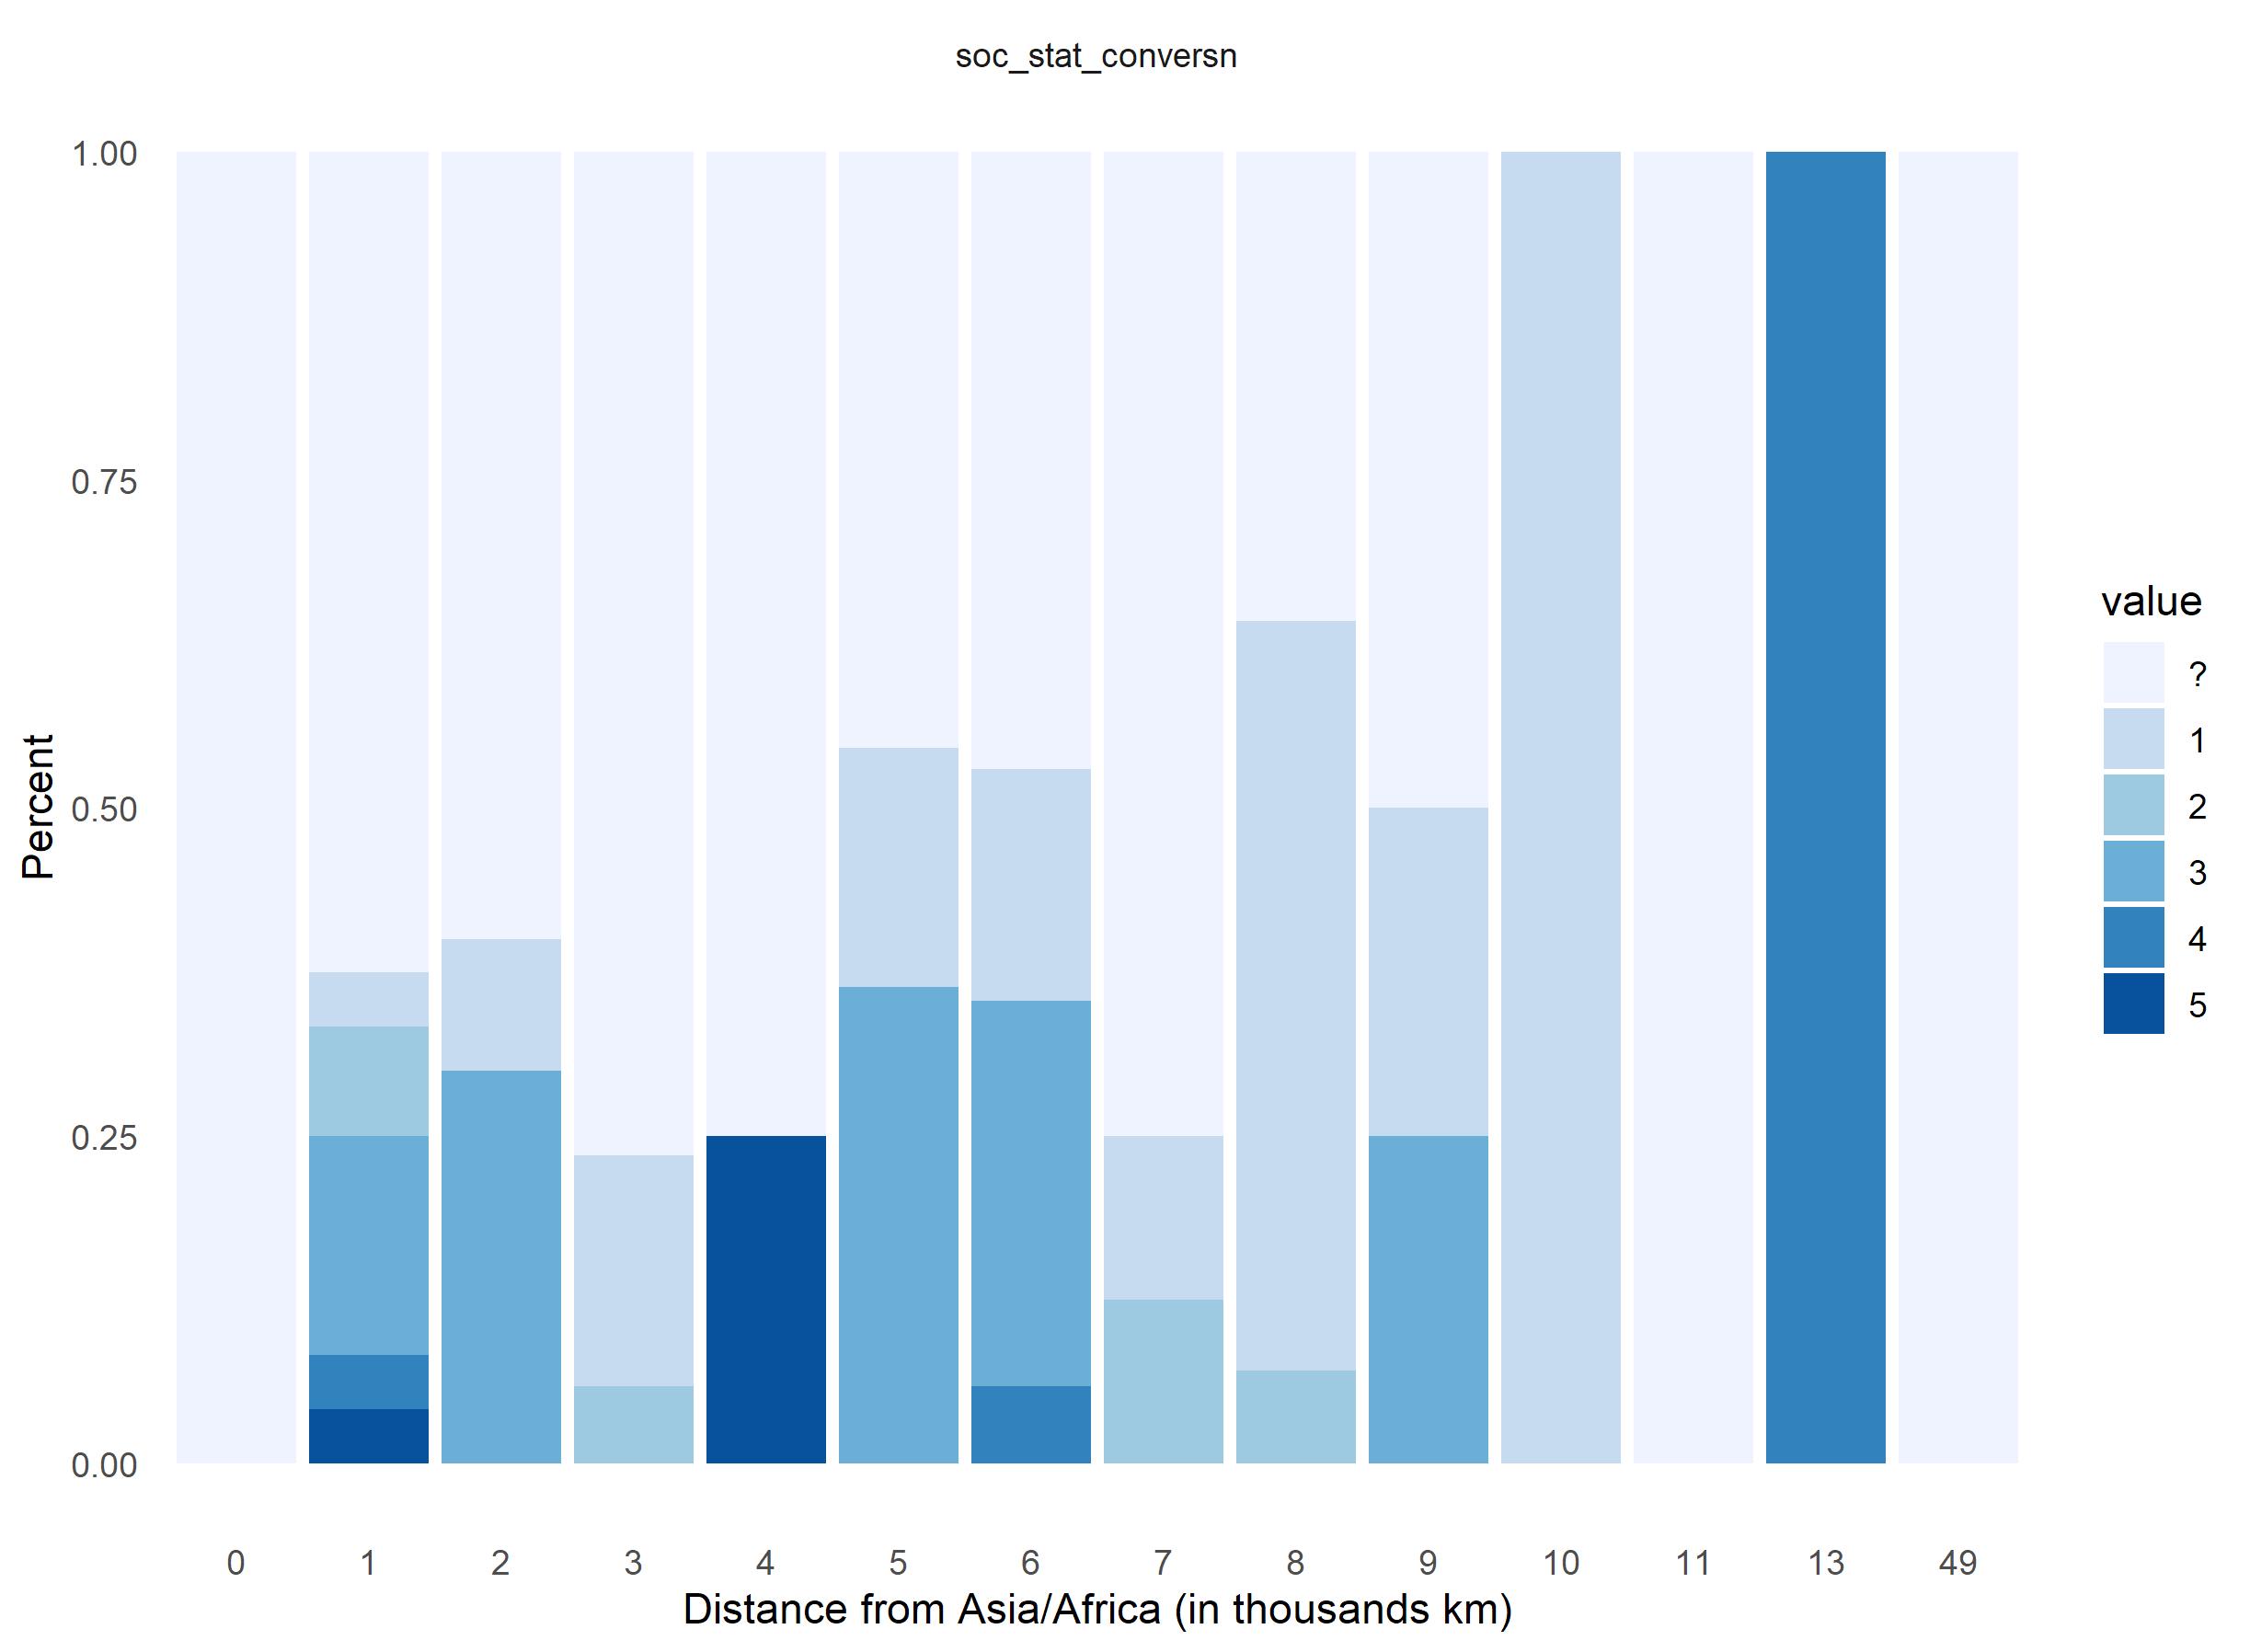 soc_stat_conversn
1.00
0.75
0.50
0.25
0.00
Percent
0 1 2 3 4 5 6 7 8 9 10 11 13 49
Distance from Asia/Africa (in thousands km)
value
?
1
2
3
4
5